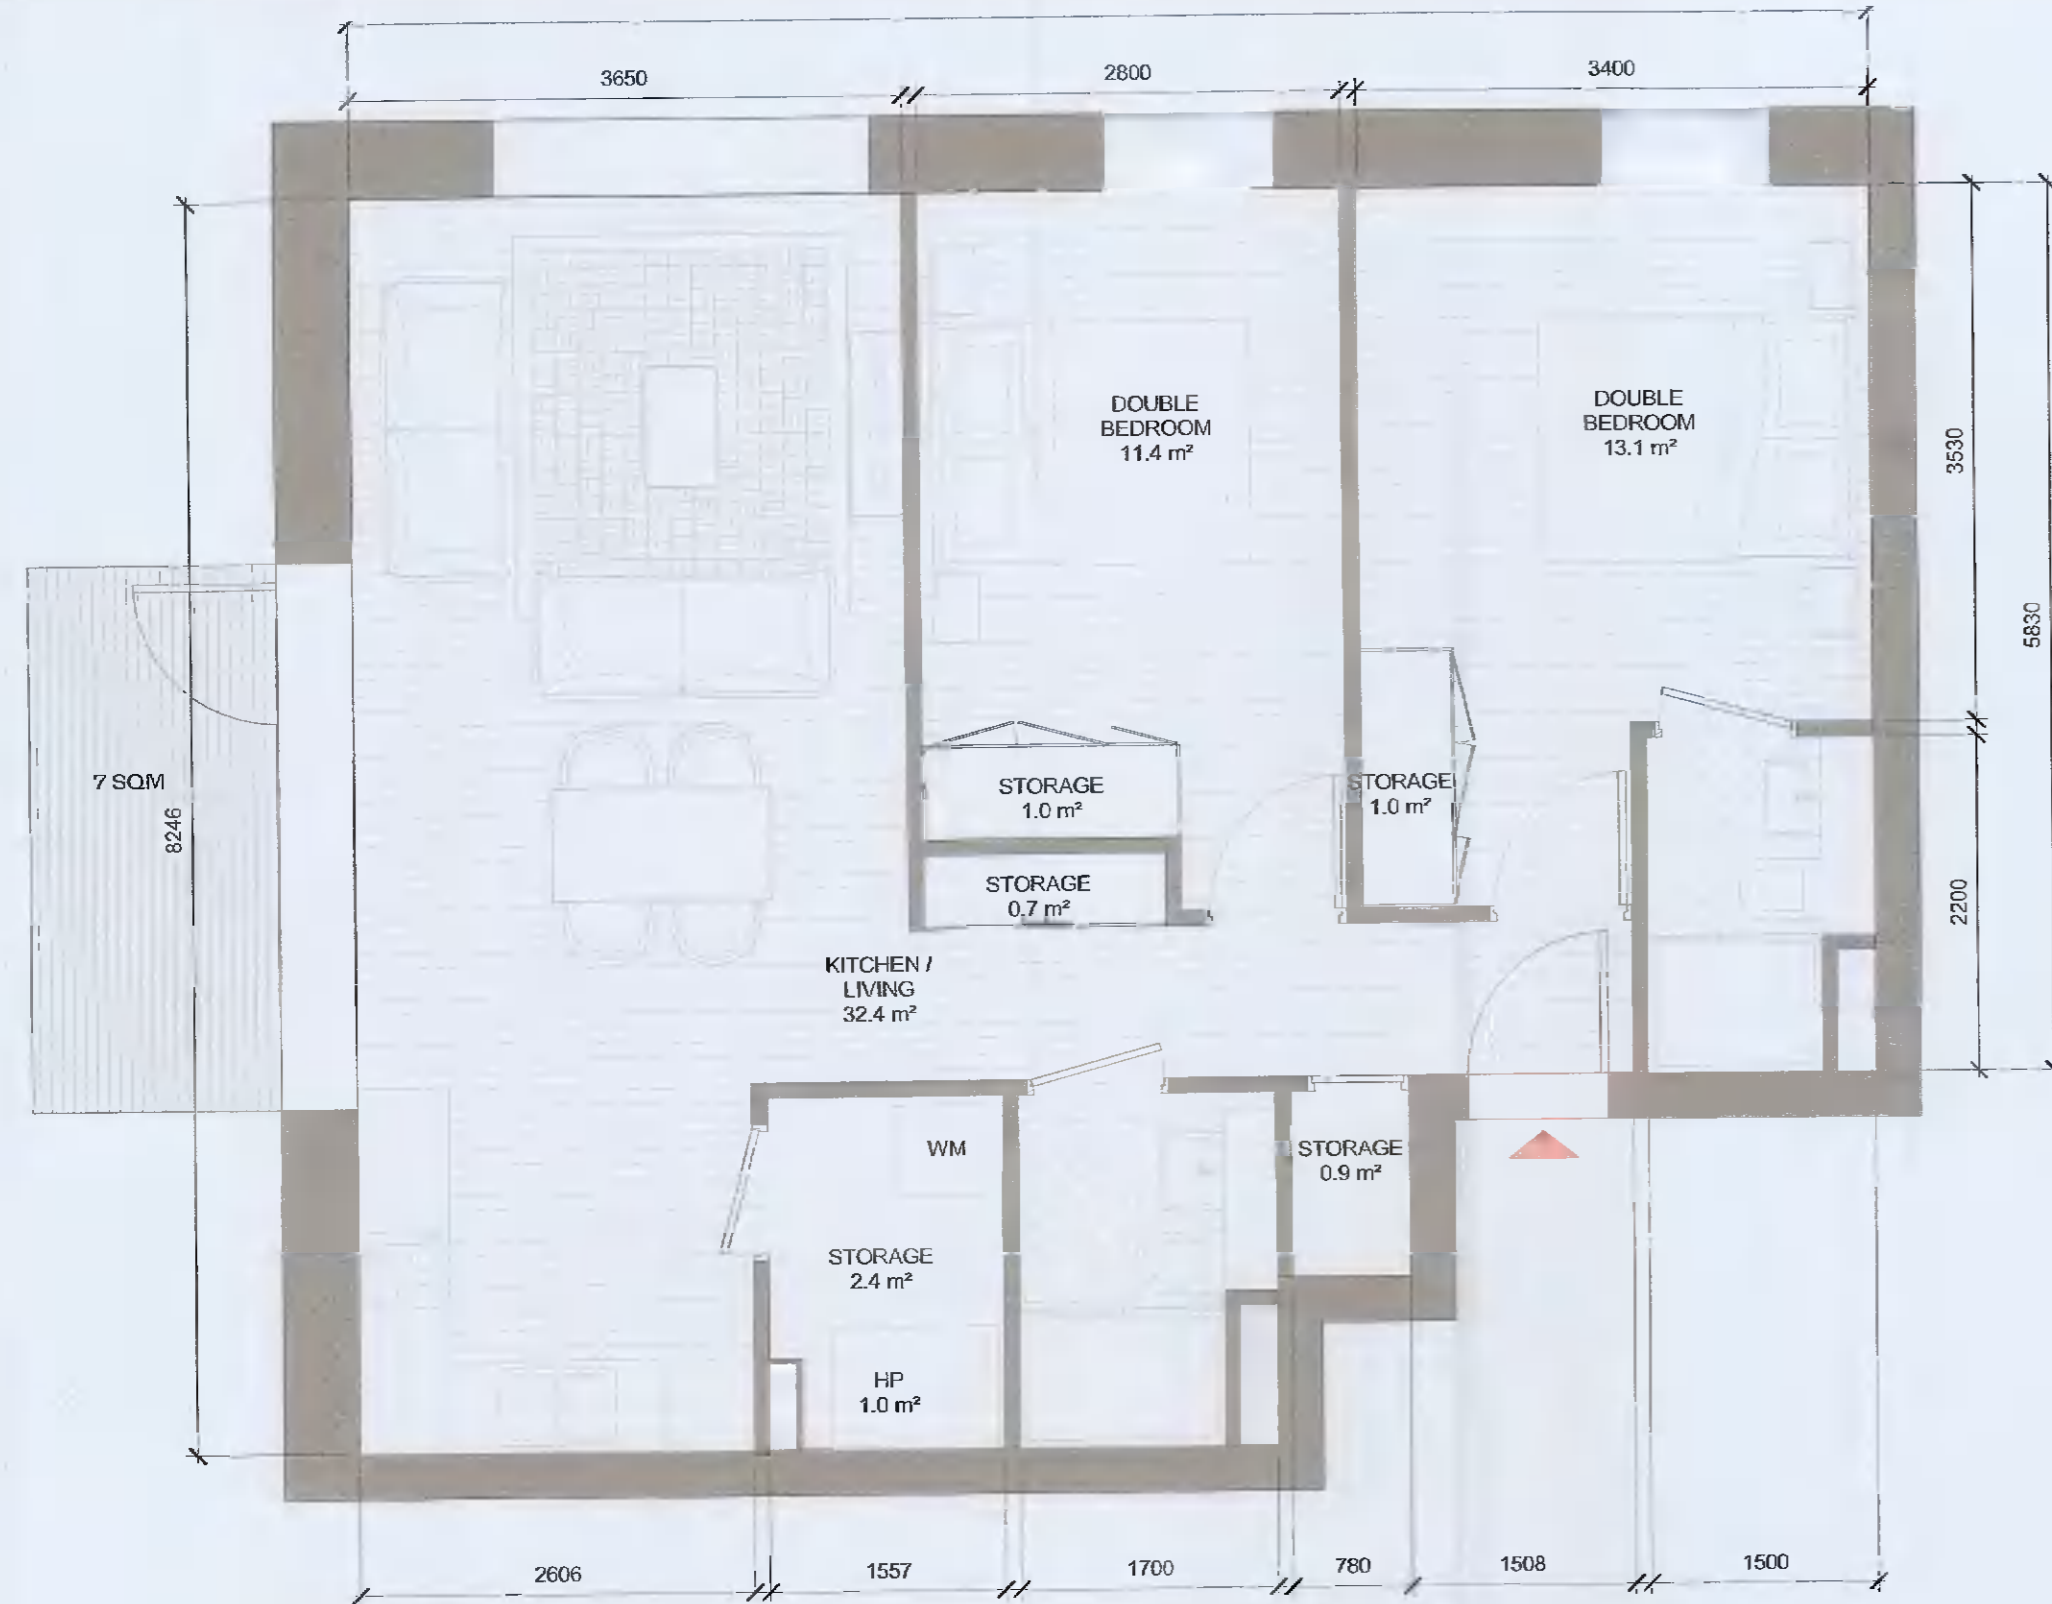 3650
2800
3400
DOUBLE
BEDROOM
11.4 m²
DOUBLE
BEDROOM
13.1 m²
3530
5830
7 SQM
8246
STORAGE
1.0 m²
STORAGE
1.0 m²
STORAGE
0.7 m²
2200
KITCHEN /
LIVING
32.4 m²
WM
STORAGE
0.9 m²
STORAGE
2.4 m²
HP
1.0 m²
2606
1557
1700
780
1508
1500